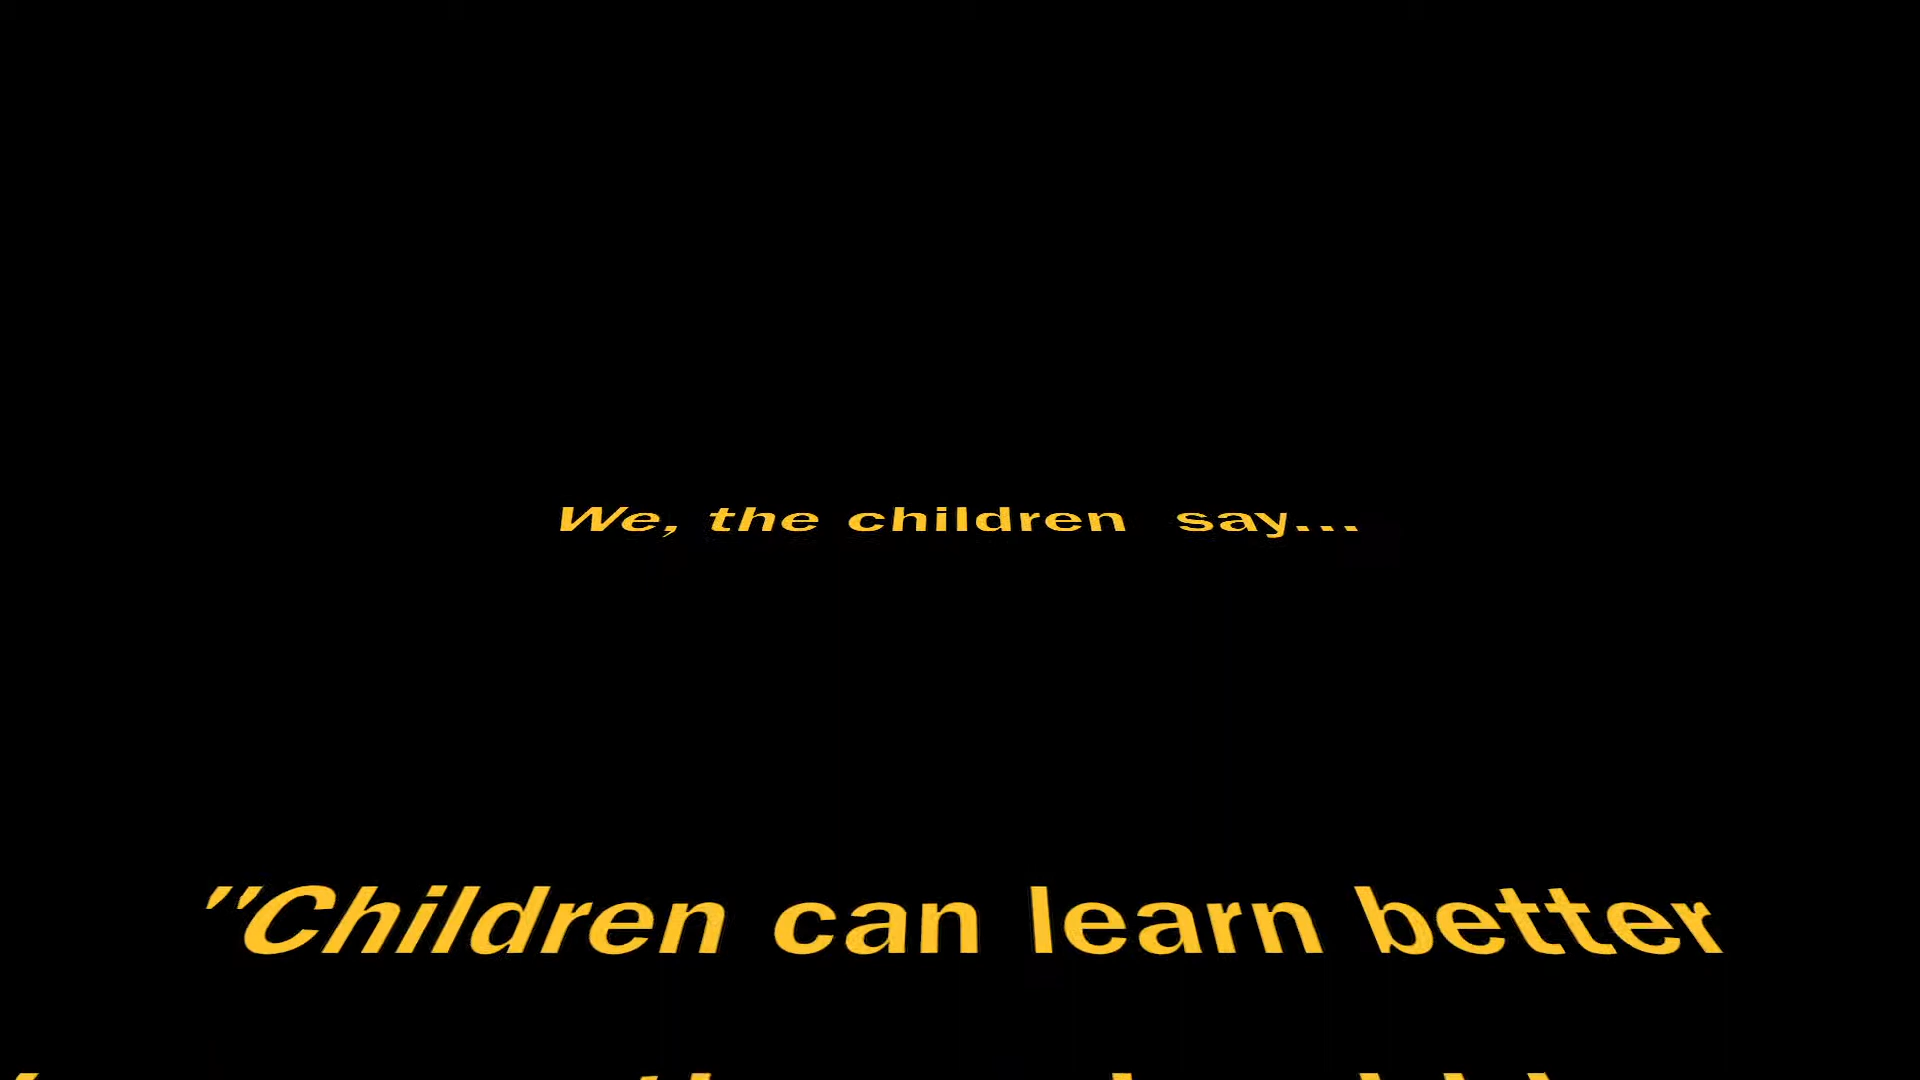 We, the children  say...
"Children can learn better